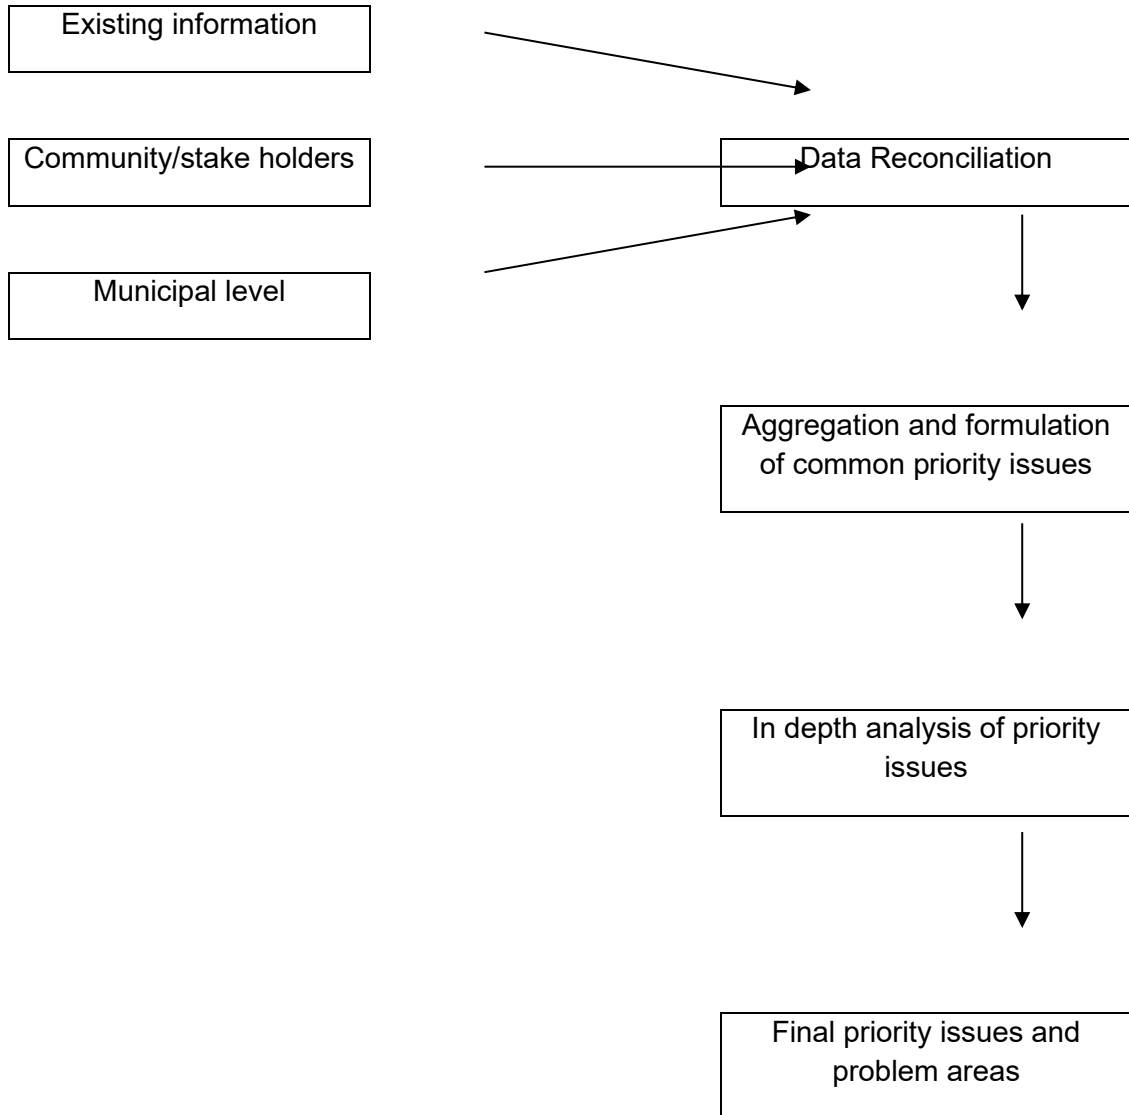 Existing information
Community/stake holders
Data Reconciliation
Municipal level
Aggregation and formulation
of common priority issues
In depth analysis of priority
issues
Final priority issues and
problem areas